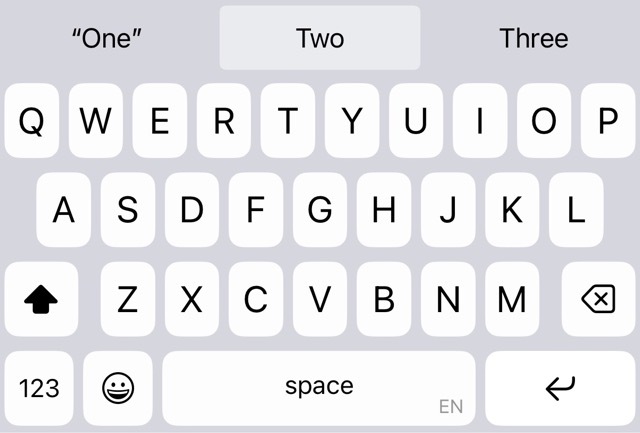 “One” Two Three
Q W E R T Y U I O P
A S D F G H J K L
Z X C V B N M
123 space EN